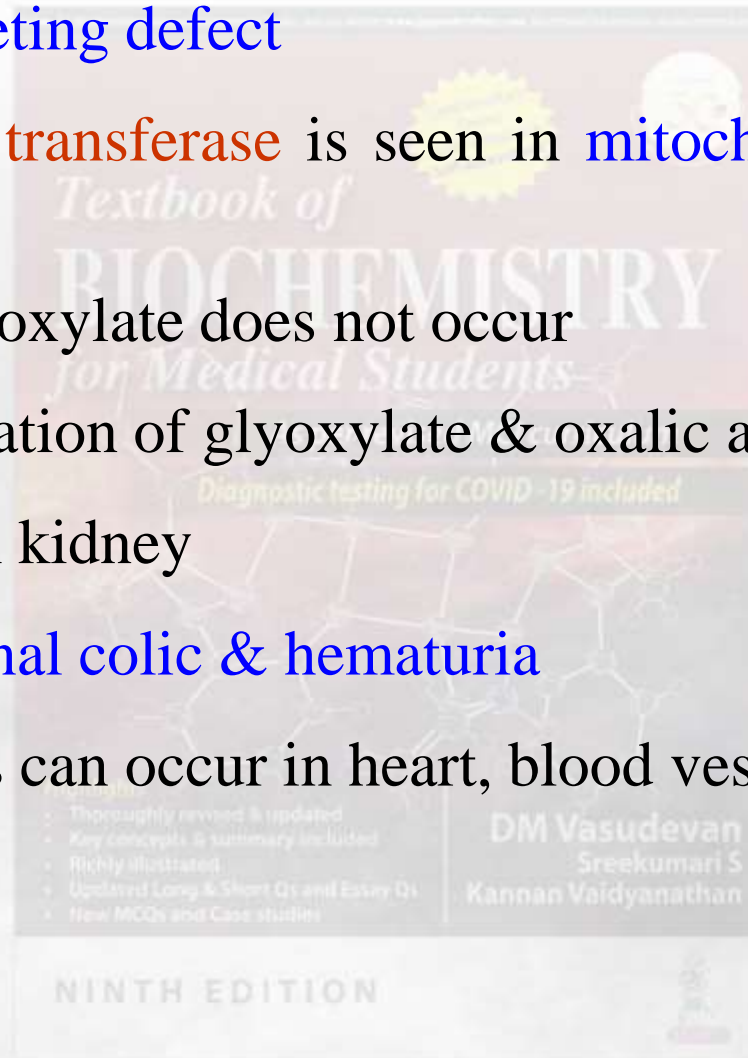 eting defect
transferase is seen in mitoch
Textbook of
BIOCHEMISTRY
oxylate does not occur
for Medical Students
ation of glyoxylate & oxalic a
Diagnostic testing for COVID-19 included
kidney
nal colic & hematuria
s can occur in heart, blood ves
Thoroughly revised & updated
Key concepts & summary included
Richly illustrated
Updated Long & Short Qs and Essay Qs
New MCQs and Case studies
DM Vasudevan
Sreekumari S
Kannan Vaidyanathan
NINTH EDITION